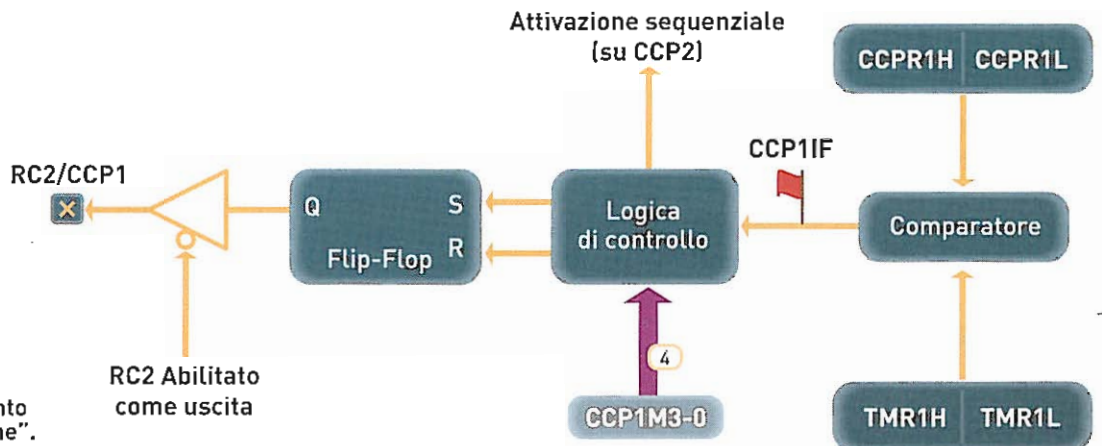 Attivazione sequenziale
(su CCP2)
CCPR1H CCPR1L
CCP1IF
RC2/CCP1
Q
S
R
Flip-Flop
Logica
di controllo
Comparatore
4
RC2 Abilitato
come uscita
CCP1M3-0
TMR1H TMR1L